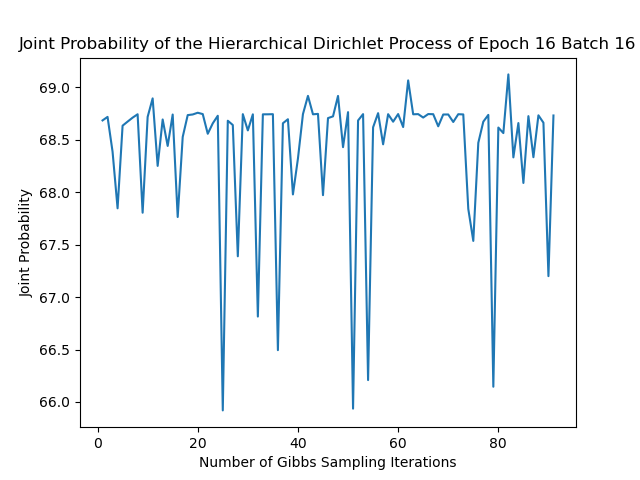 Joint Probability of the Hierarchical Dirichlet Process of Epoch 16 Batch 16
69.0
68.5
68.0
67.5
67.0
66.5
66.0
Joint Probability
0 20 40 60 80
Number of Gibbs Sampling Iterations